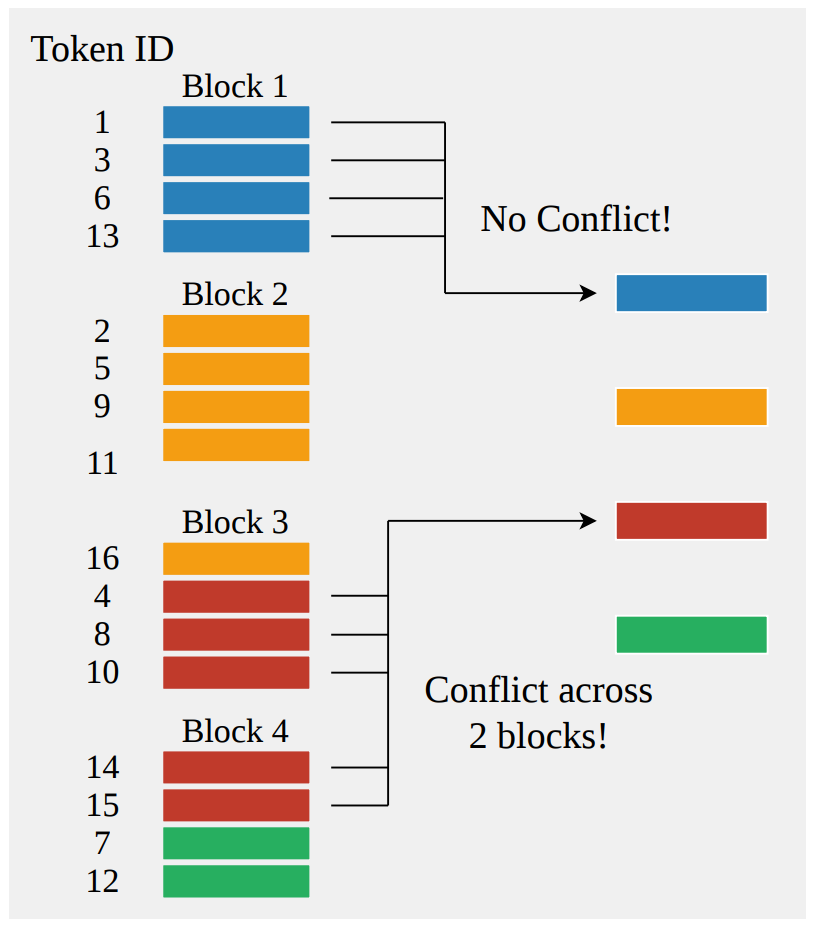 Token ID
Block 1
1
3
6
13
No Conflict!
Block 2
2
5
9
11
Block 3
16
4
8
10
Conflict across
2 blocks!
Block 4
14
15
7
12